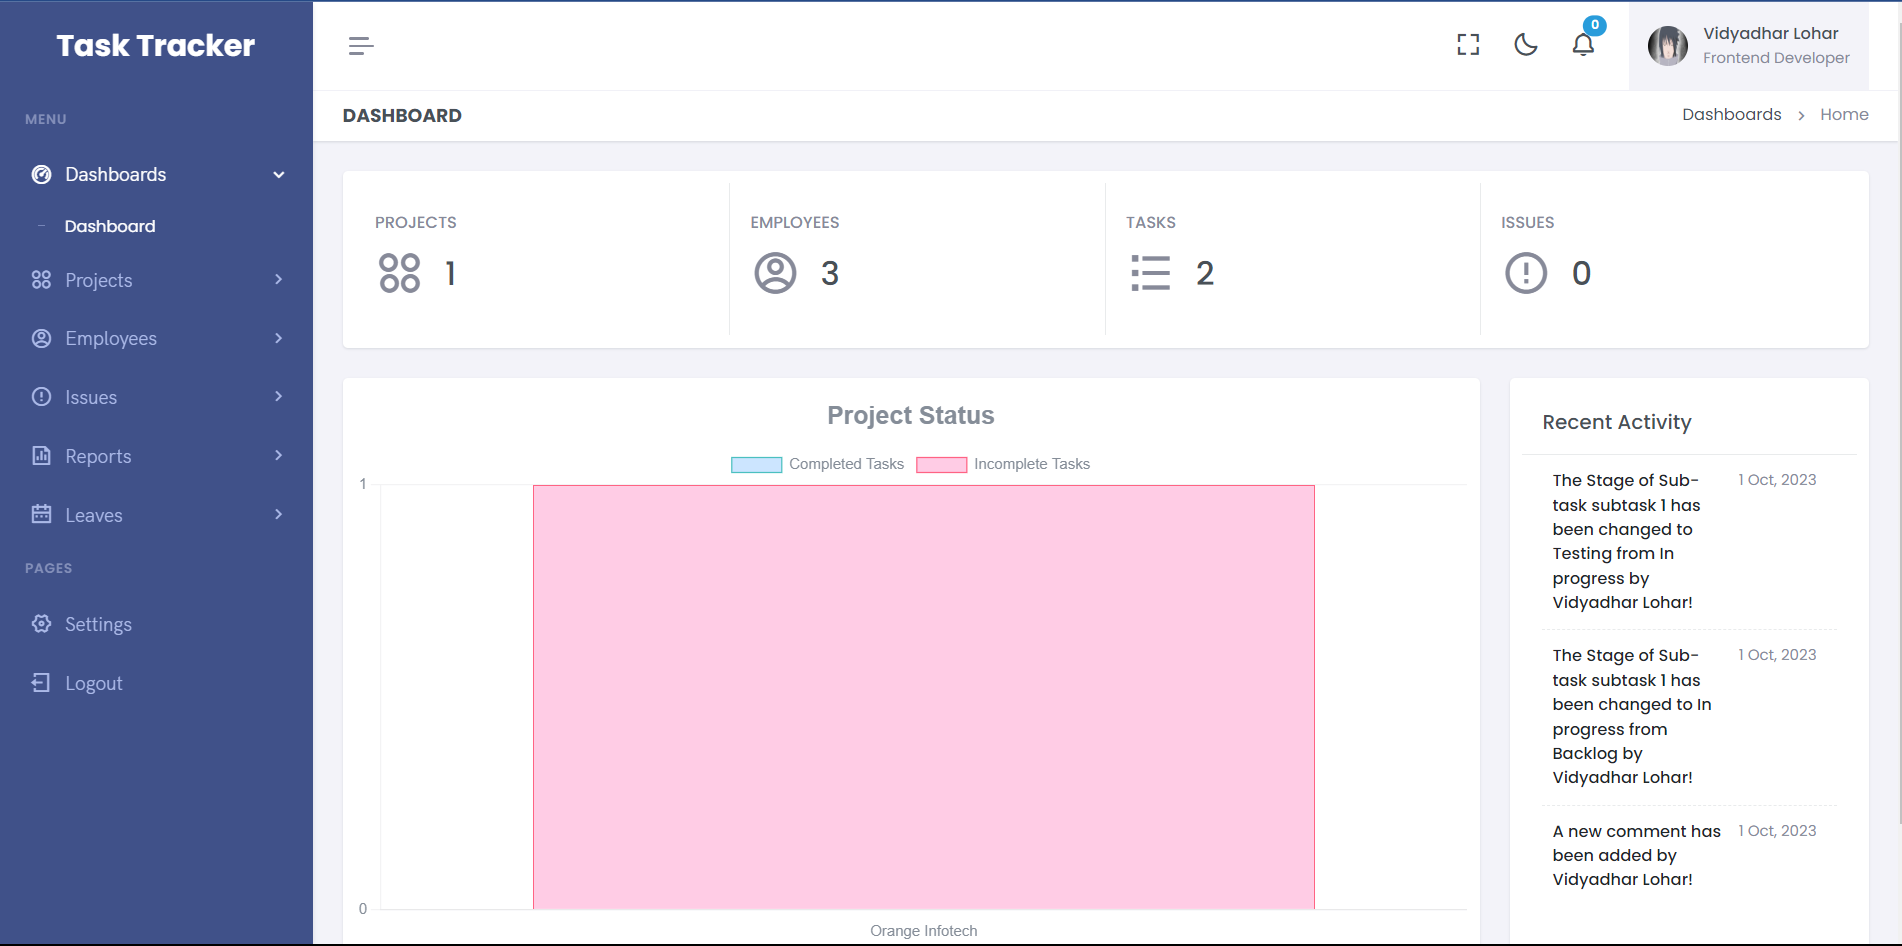 Task Tracker
MENU
Dashboards
Dashboard
Projects
Employees
Issues
Reports
Leaves
PAGES
Settings
Logout
0
Vidyadhar Lohar
Frontend Developer
DASHBOARD
Dashboards > Home
PROJECTS
1
EMPLOYEES
3
TASKS
2
ISSUES
0
Project Status
Completed Tasks Incomplete Tasks
1
0
Orange Infotech
Recent Activity
The Stage of Sub- 1 Oct, 2023
task subtask 1 has
been changed to
Testing from In
progress by
Vidyadhar Lohar!
The Stage of Sub- 1 Oct, 2023
task subtask 1 has
been changed to In
progress from
Backlog by
Vidyadhar Lohar!
A new comment has 1 Oct, 2023
been added by
Vidyadhar Lohar!